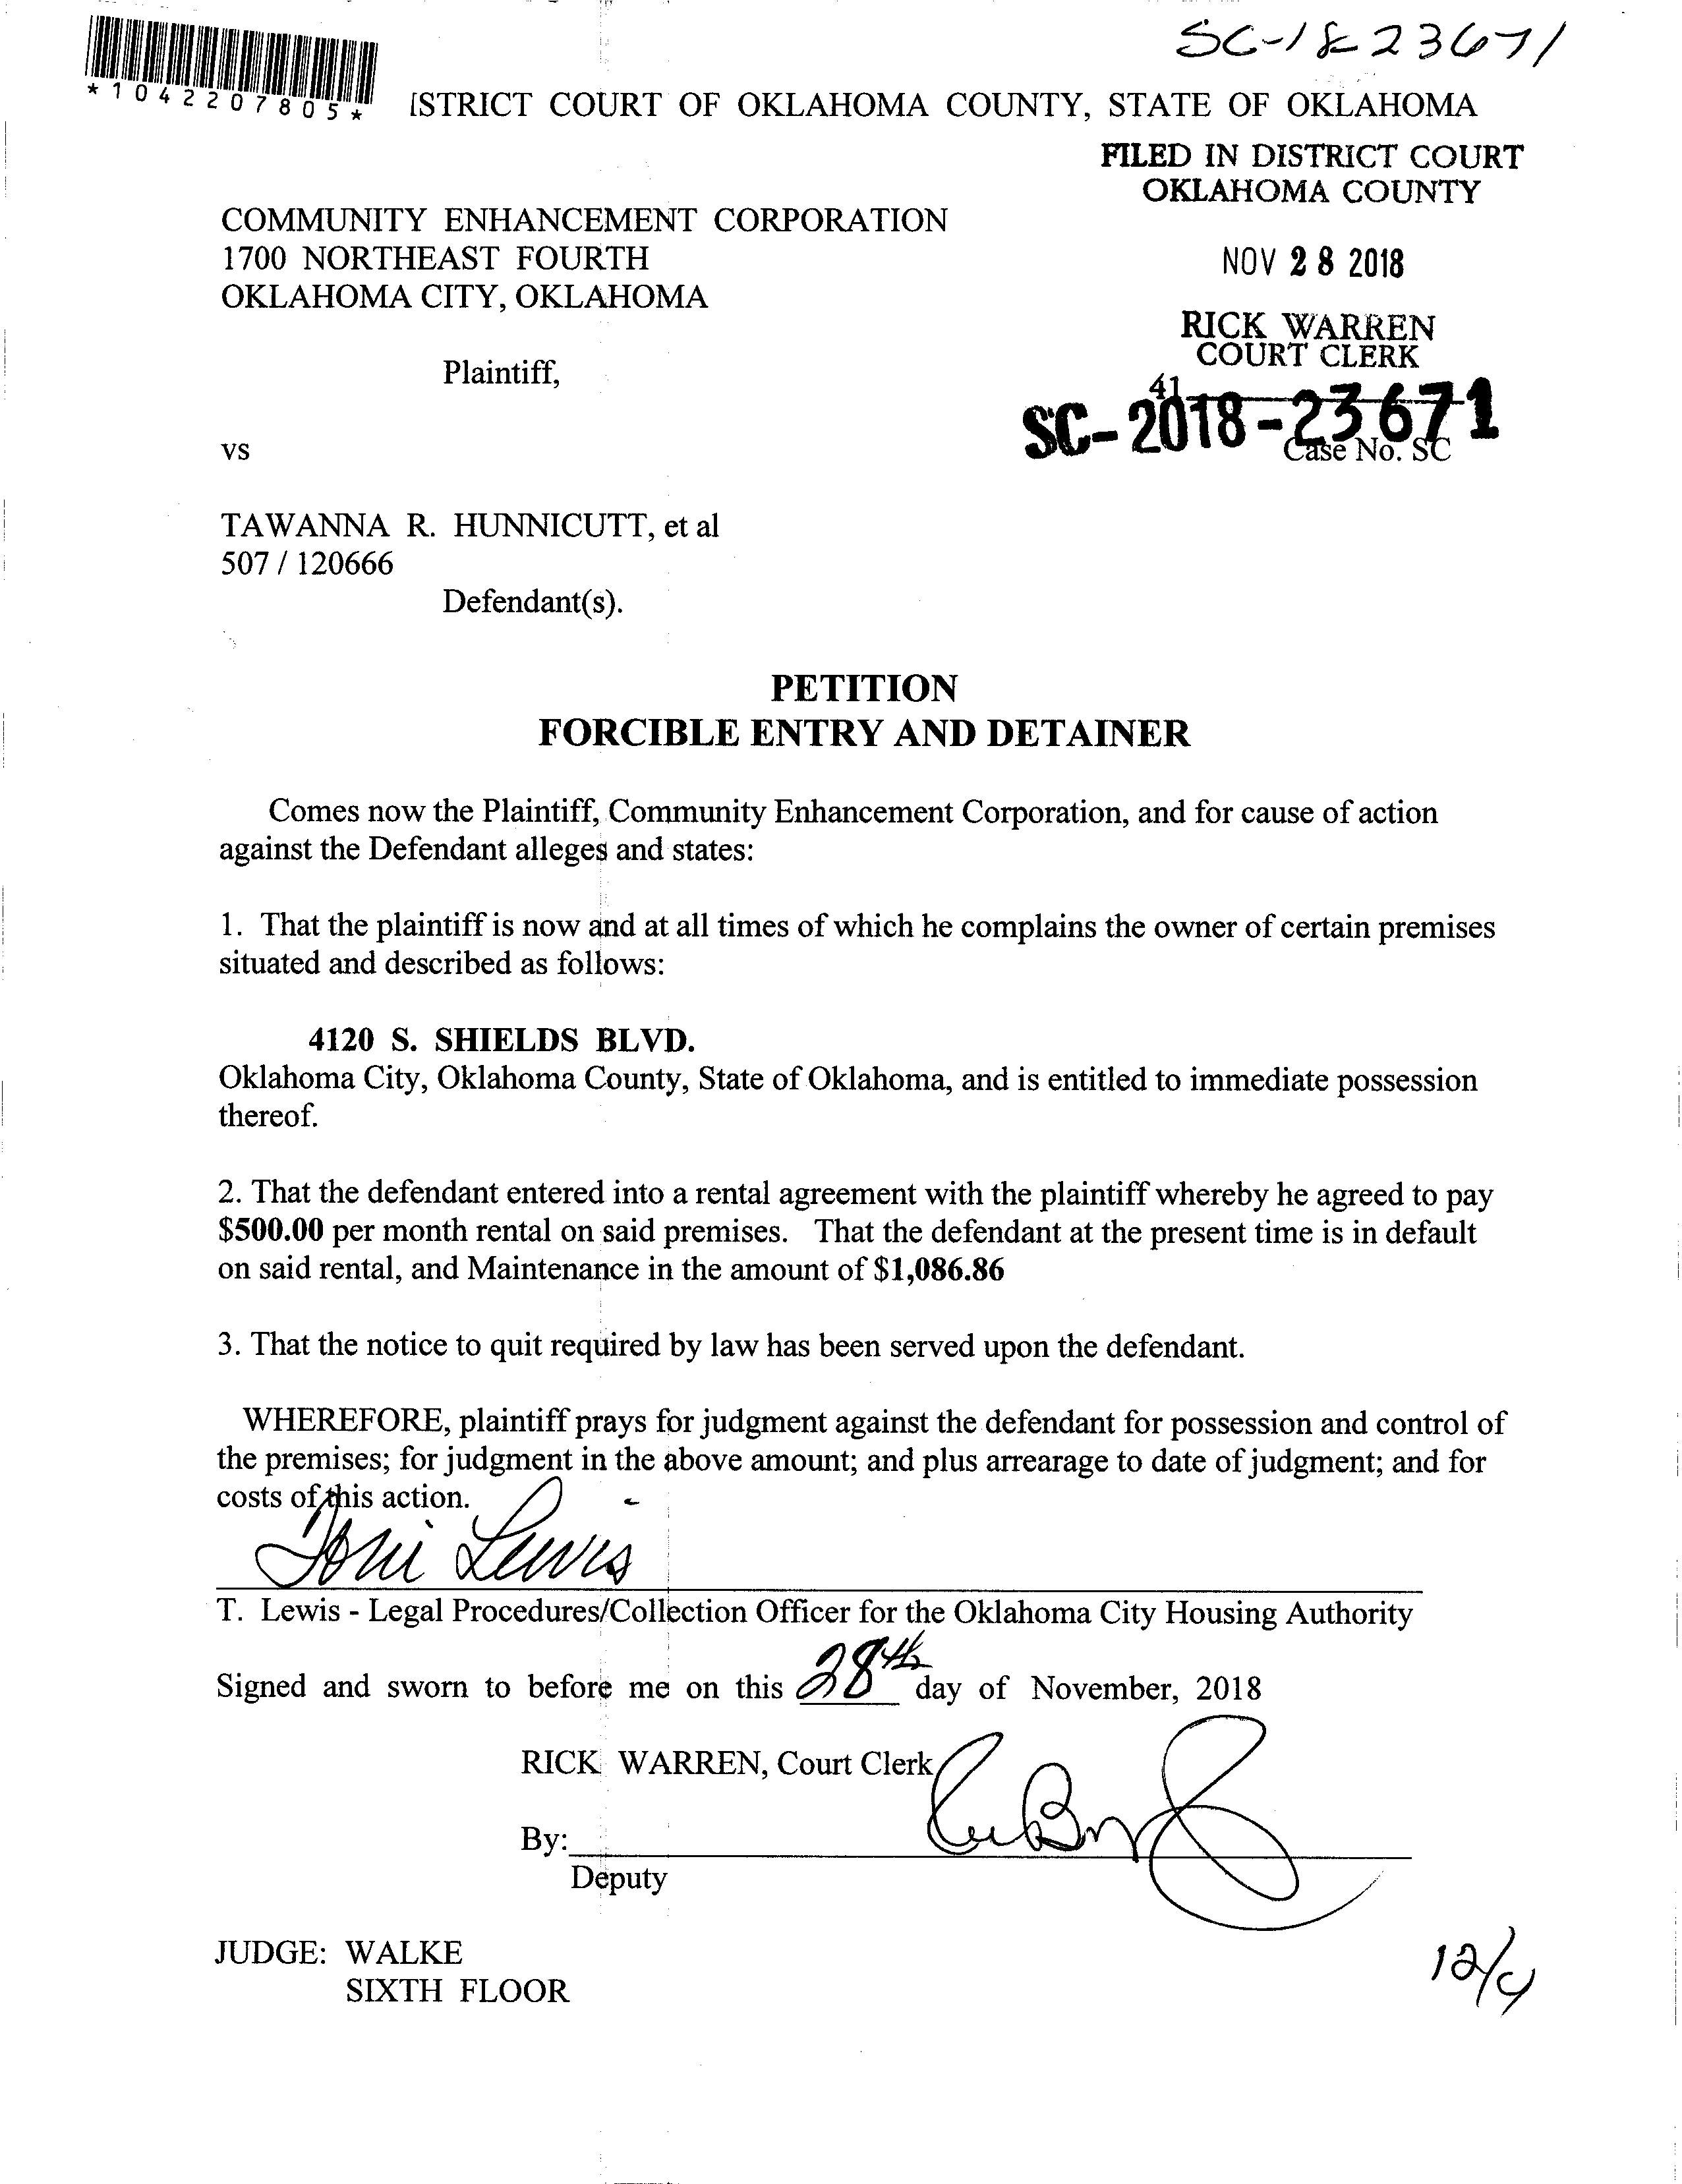 SC-18-23671
*1042207805*
ISTRICT COURT OF OKLAHOMA COUNTY, STATE OF OKLAHOMA
FILED IN DISTRICT COURT
OKLAHOMA COUNTY
COMMUNITY ENHANCEMENT CORPORATION
1700 NORTHEAST FOURTH
OKLAHOMA CITY, OKLAHOMA
NOV 28 2018
RICK WARREN
COURT CLERK
Plaintiff,
41
SC-2018-23671
vs
Case No. SC
TAWANNA R. HUNNICUTT, et al
507 / 120666
Defendant(s).
PETITION
FORCIBLE ENTRY AND DETAINER
Comes now the Plaintiff, Community Enhancement Corporation, and for cause of action
against the Defendant alleges and states:
1. That the plaintiff is now and at all times of which he complains the owner of certain premises
situated and described as follows:
4120 S. SHIELDS BLVD.
Oklahoma City, Oklahoma County, State of Oklahoma, and is entitled to immediate possession
thereof.
2. That the defendant entered into a rental agreement with the plaintiff whereby he agreed to pay
$500.00 per month rental on said premises. That the defendant at the present time is in default
on said rental, and Maintenance in the amount of $1,086.86
3. That the notice to quit required by law has been served upon the defendant.
WHEREFORE, plaintiff prays for judgment against the defendant for possession and control of
the premises; for judgment in the above amount; and plus arrearage to date of judgment; and for
costs of this action.
Toni Lewis
T. Lewis - Legal Procedures/Collection Officer for the Oklahoma City Housing Authority
Signed and sworn to before me on this 28th day of November, 2018
RICK WARREN, Court Clerk
By:
Deputy
JUDGE: WALKE
SIXTH FLOOR
12/4